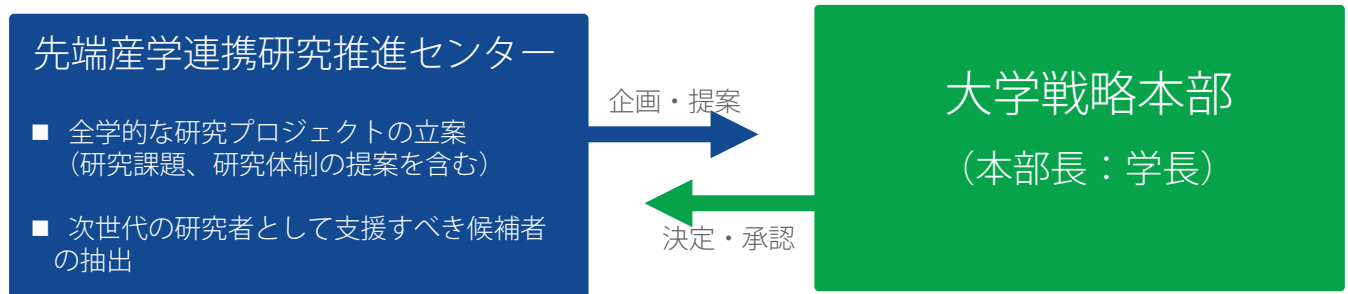 先端産学連携研究推進センター
■ 全学的な研究プロジェクトの立案
（研究課題、研究体制の提案を含む）
■ 次世代の研究者として支援すべき候補者
の抽出
企画・提案
決定・承認
大学戦略本部
（本部長：学長）